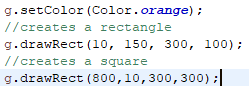 g.setColor(Color.orange);
//creates a rectangle
g.drawRect(10, 150, 300, 100);
//creates a square
g.drawRect(800,10,300,300);